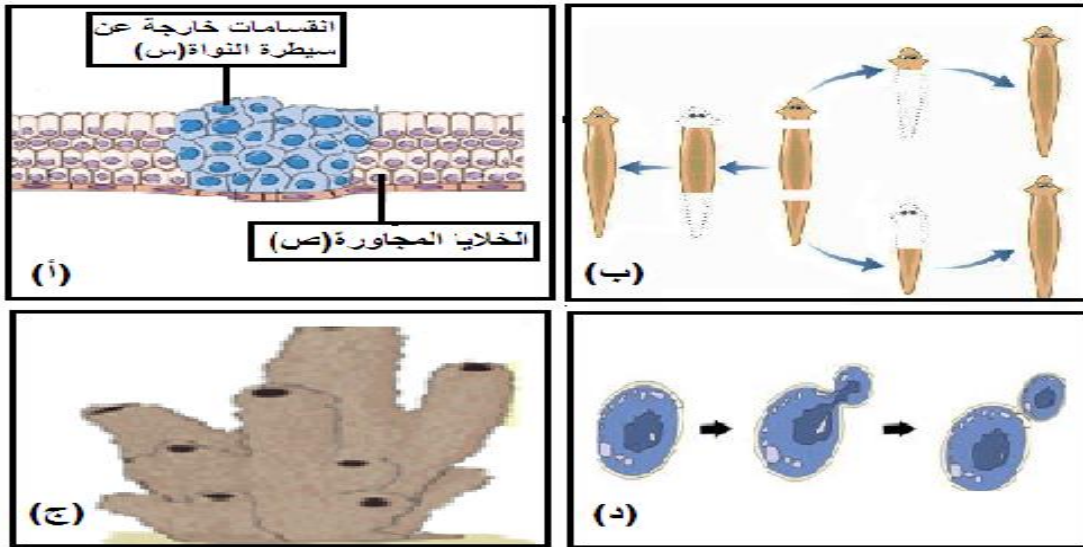 انقسامات خارجة عن
سيطرة النواة(س)
الخلايا المجاورة(ص)
(أ)
(ب)
(ج)
(د)